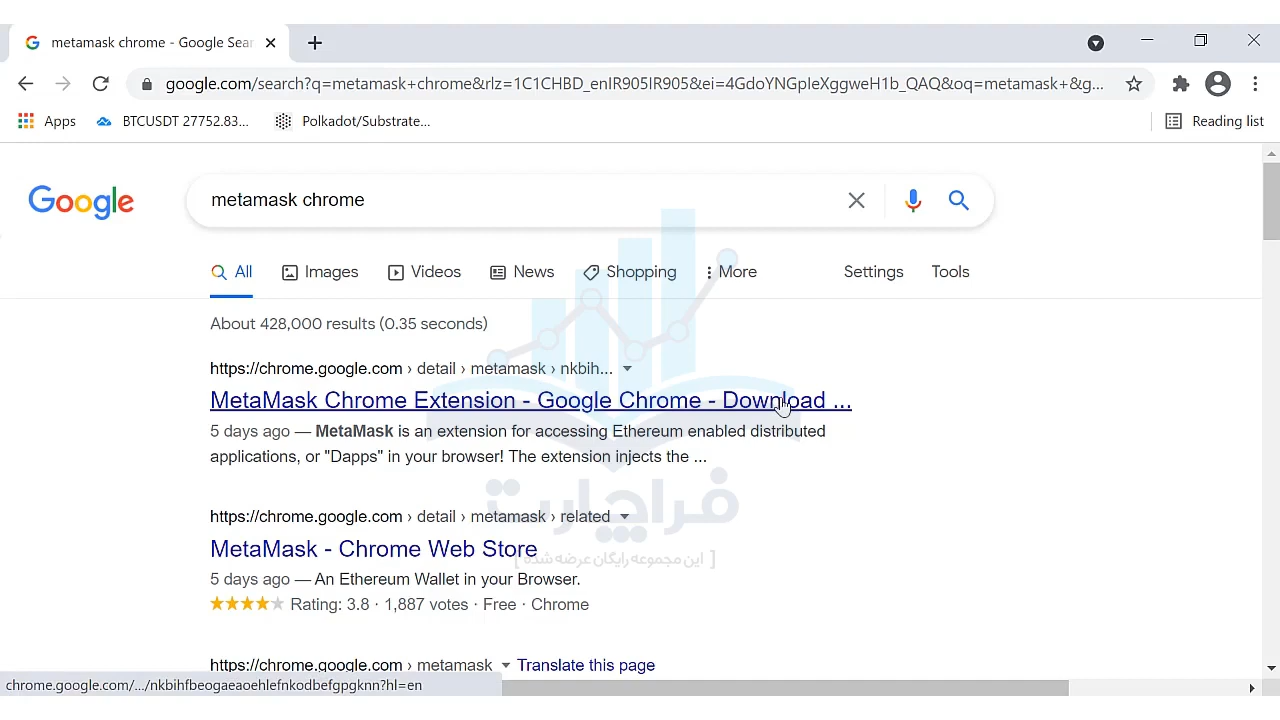 metamask chrome - Google Sear
google.com/search?q=metamask+chrome&rlz=1C1CHBD_enIR905IR905&ei=4GdoYNGpIeXggweH1b_QAQ&oq=metamask+&g...
Apps BTCUSDT 27752.83... Polkadot/Substrate... Reading list
Google metamask chrome
All Images Videos News Shopping More Settings Tools
About 428,000 results (0.35 seconds)
https://chrome.google.com › detail › metamask › nkbih...
MetaMask Chrome Extension - Google Chrome - Download ...
5 days ago — MetaMask is an extension for accessing Ethereum enabled distributed
applications, or "Dapps" in your browser! The extension injects the ...
فراچارت
https://chrome.google.com › detail › metamask › related
MetaMask - Chrome Web Store
[ این مجموعه رایگان عرضه شده ]
5 days ago — An Ethereum Wallet in your Browser.
Rating: 3.8 · 1,887 votes · Free · Chrome
https://chrome.google.com › metamask Translate this page
chrome.google.com/.../nkbihfbeogaeaoehlefnkodbefgpgknn?hl=en